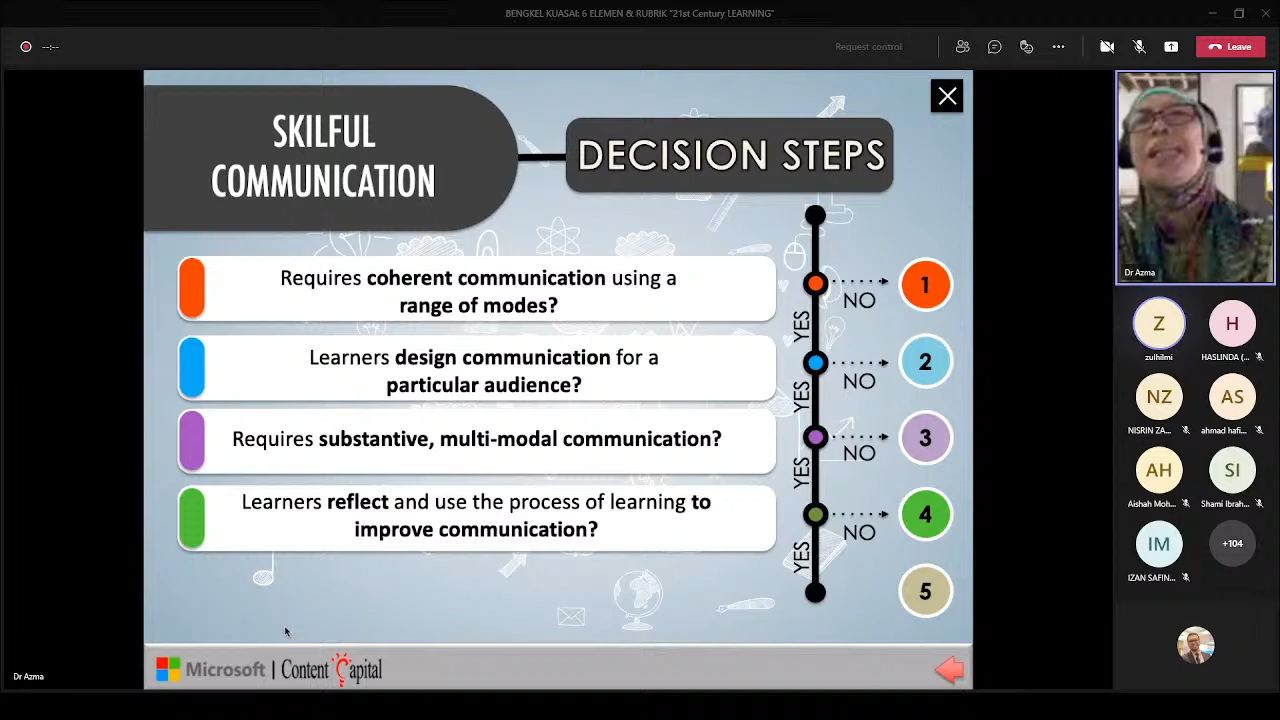 BENGKEL KUASAI: 6 ELEMEN & RUBRIK "21st Century LEARNING"
--:--
Request control
Leave
SKILFUL
COMMUNICATION
DECISION STEPS
Requires coherent communication using a
range of modes?
Learners design communication for a
particular audience?
Requires substantive, multi-modal communication?
Learners reflect and use the process of learning to
improve communication?
YES
NO
1
YES
NO
2
YES
NO
3
YES
NO
4
5
Microsoft | Content Capital
Dr Azma
Dr Azma
Z
zulhilmi
H
HASLINDA (...
NZ
NISRIN ZA...
AS
ahmad hafi...
AH
Aishah Moh...
SI
Shami Ibrah...
IM
IZAN SAFIN...
+104